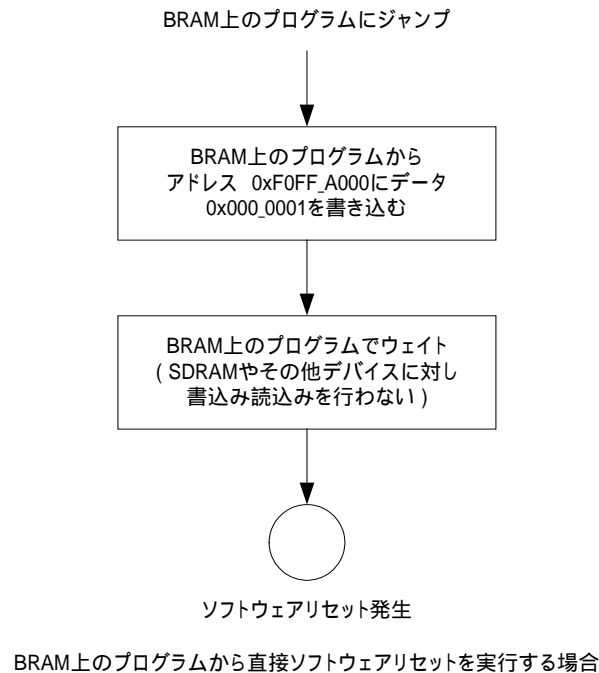 BRAM上のプログラムにジャンプ
BRAM上のプログラムから
アドレス 0xF0FF_A000にデータ
0x000_0001を書き込む
BRAM上のプログラムでウェイト
( SDRAMやその他デバイスに対し
書込み読込みを行わない )
ソフトウェアリセット発生
BRAM上のプログラムから直接ソフトウェアリセットを実行する場合